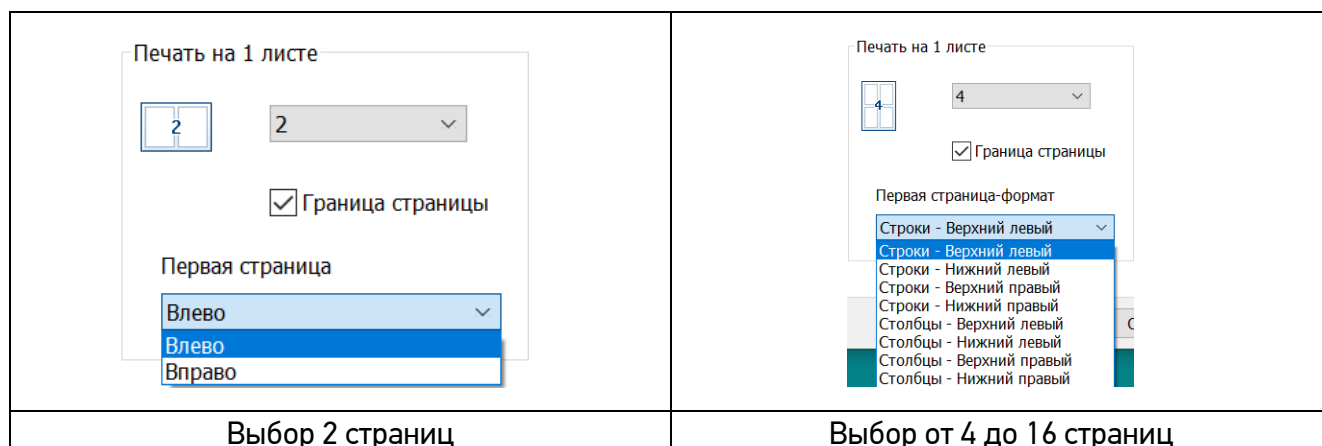 Печать на 1 листе
2
2
Граница страницы
Первая страница
Влево
Влево
Вправо
Выбор 2 страниц
Печать на 1 листе
4
4
Граница страницы
Первая страница-формат
Строки - Верхний левый
Строки - Верхний левый
Строки - Нижний левый
Строки - Верхний правый
Строки - Нижний правый
Столбцы - Верхний левый
Столбцы - Нижний левый
Столбцы - Верхний правый
Столбцы - Нижний правый
Выбор от 4 до 16 страниц